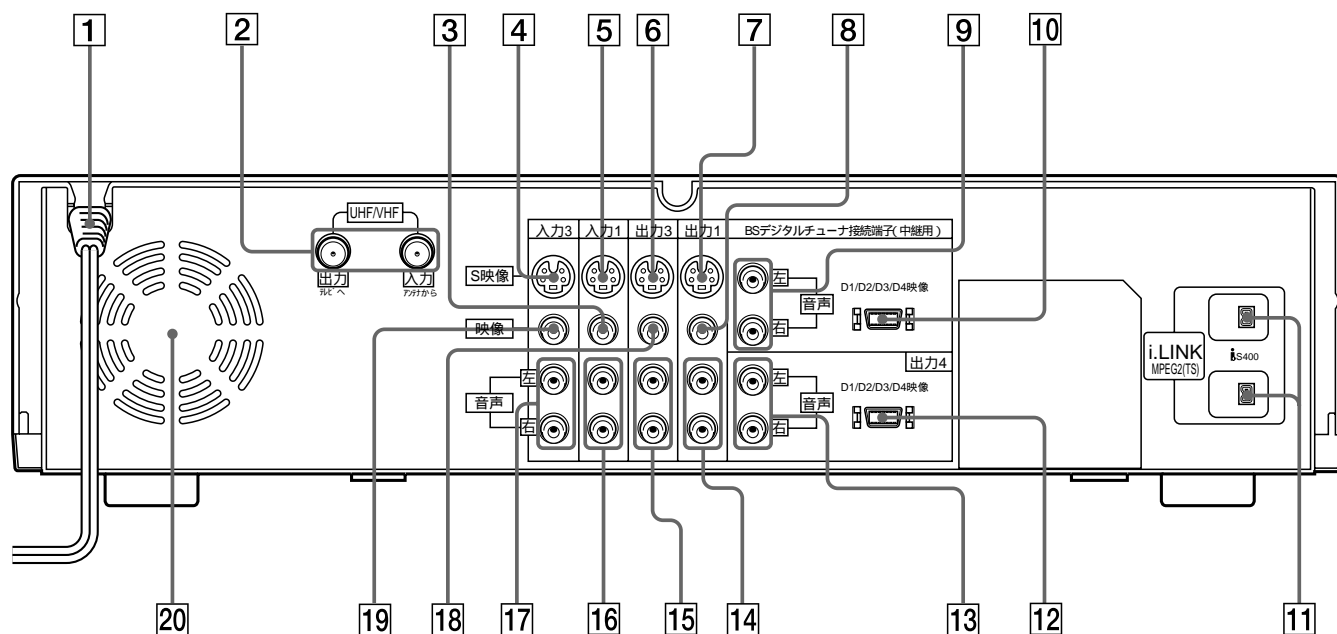 1 2 3 4 5 6 7 8 9 10
UHF/VHF
出力
テレビへ
入力
アンテナから
入力3 入力1 出力3 出力1 BSデジタルチューナ接続端子(中継用)
S映像
映像
音声
左
右
左
右
音声
D1/D2/D3/D4映像
出力4
左
右
音声
D1/D2/D3/D4映像
i.LINK
MPEG2(TS)
i S400
20 19 18 17 16 15 14 13 12 11